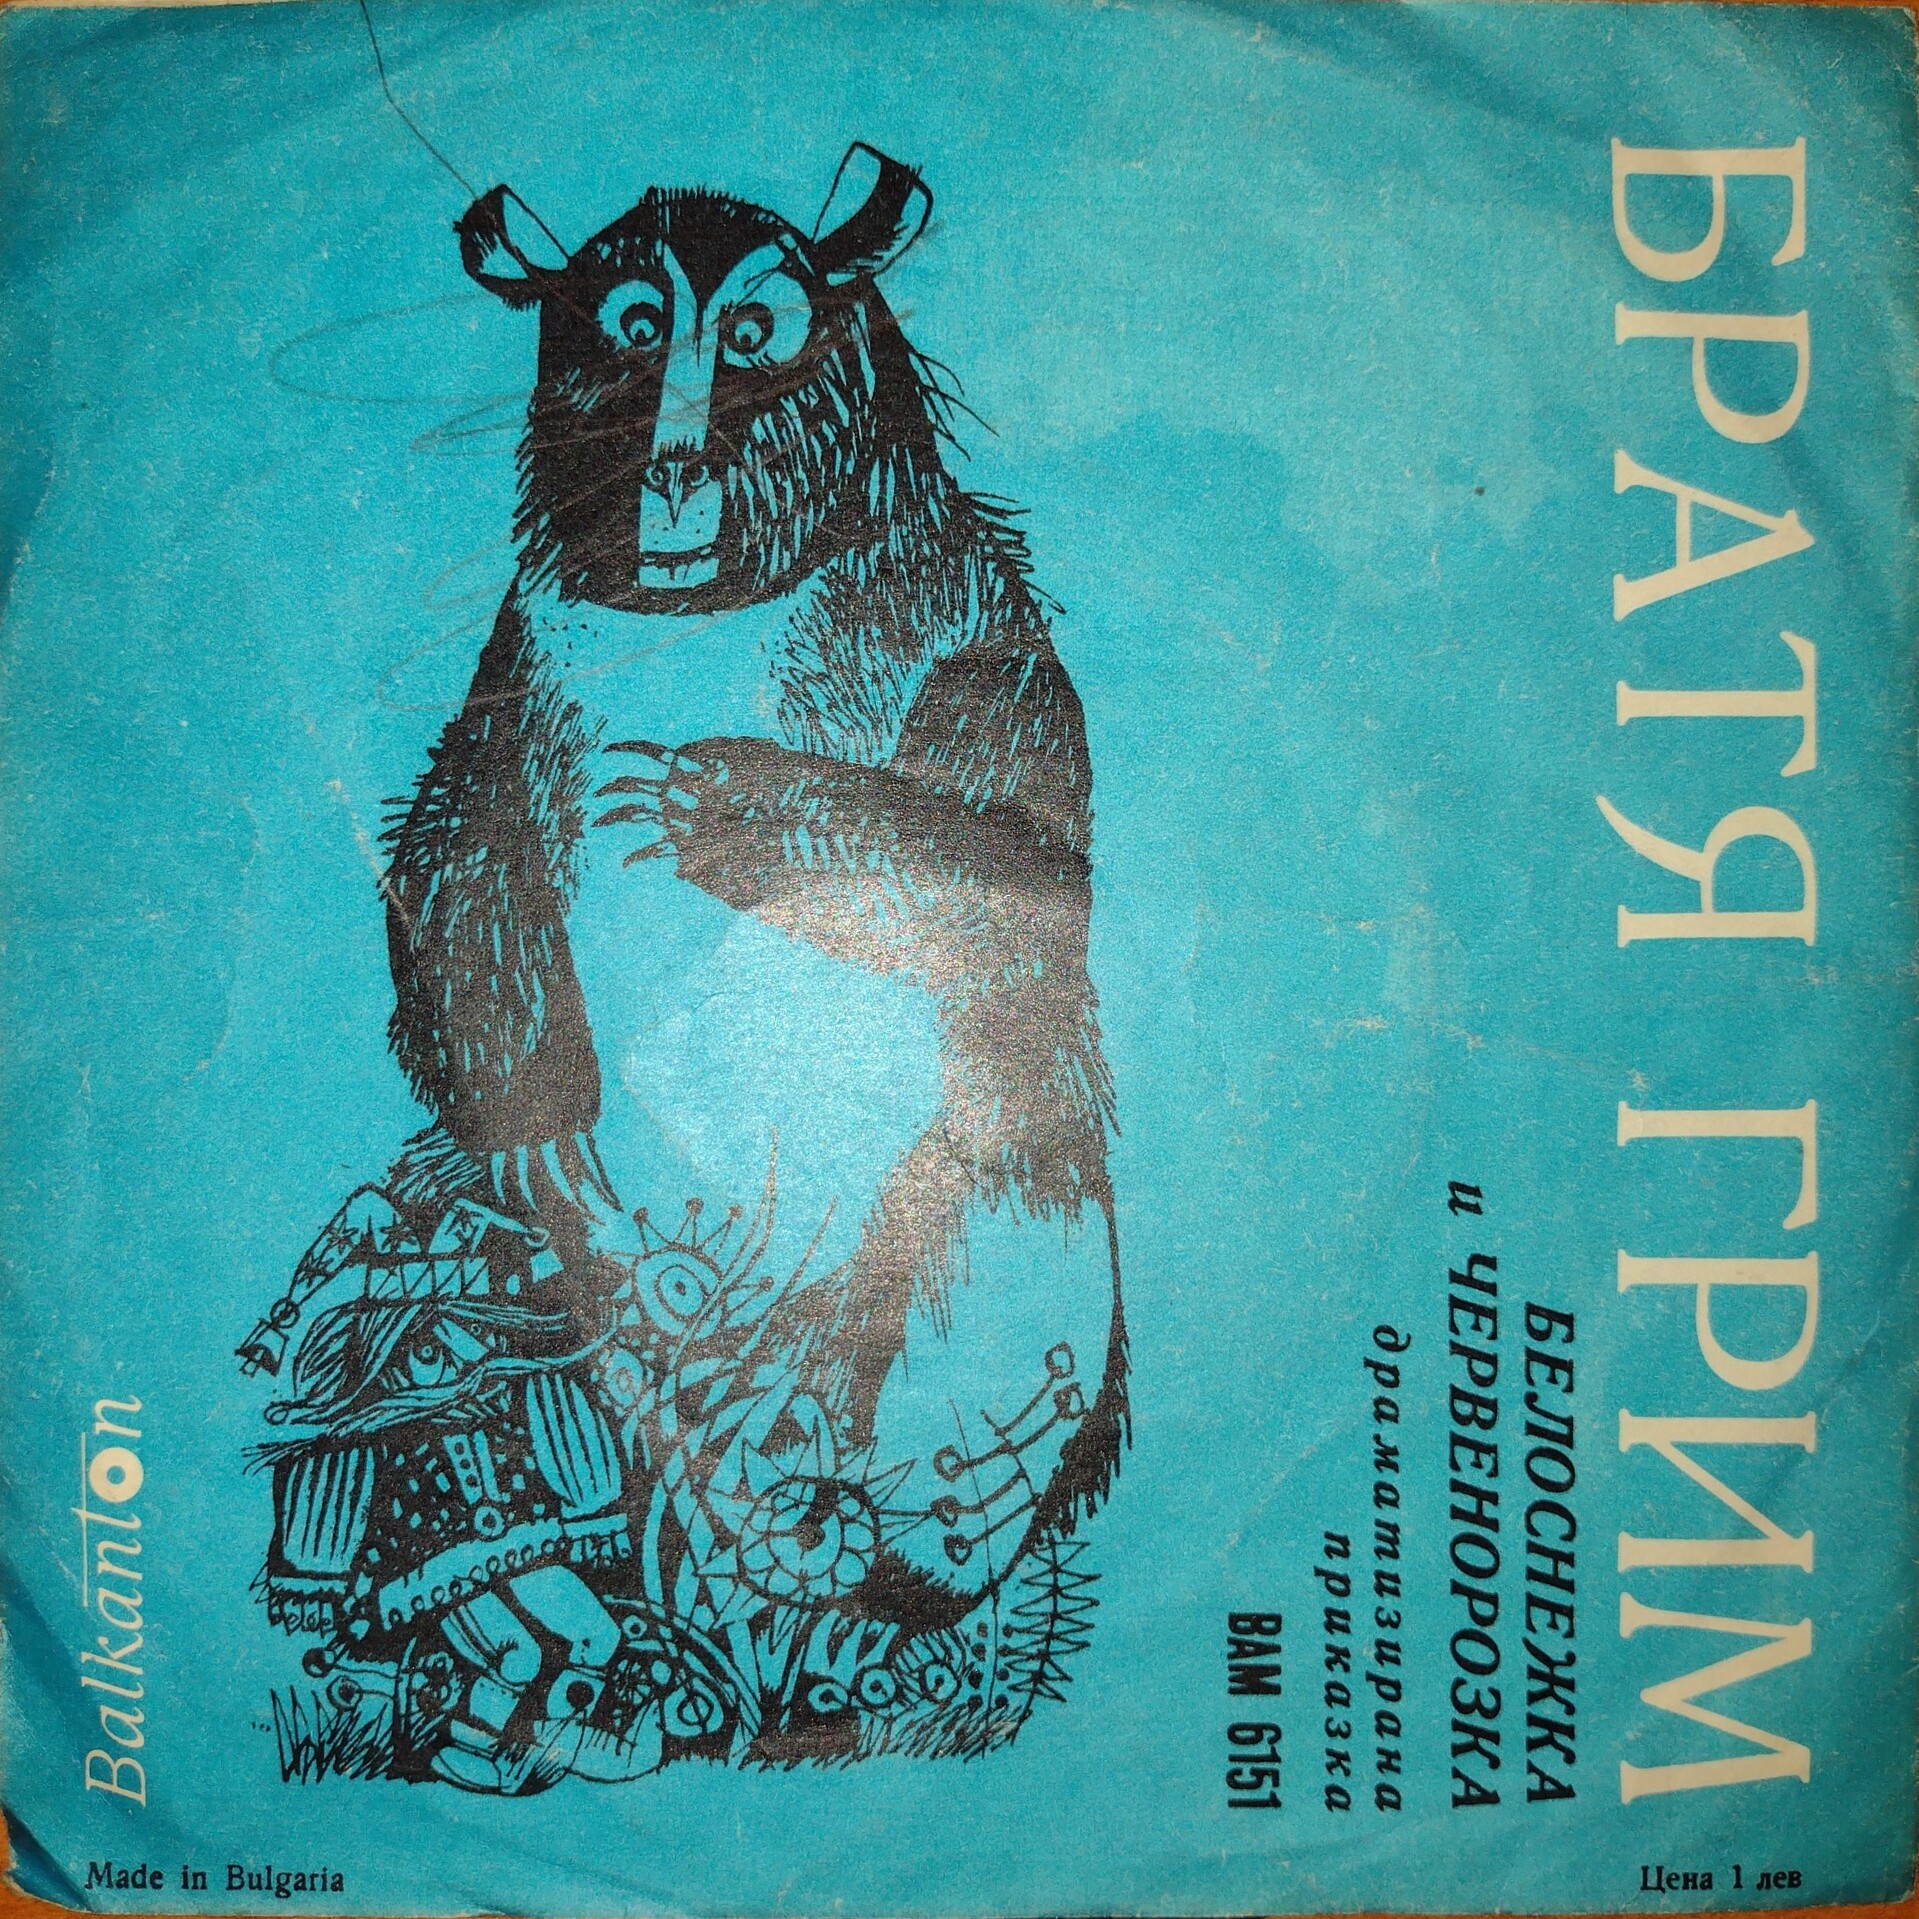 БРАТЯ ГРИМ
БЕЛОСНЕЖКА
и ЧЕРВЕНОРОЗКА
драматизирана
приказка
ВАМ 6151
Balkanton
Made in Bulgaria
Цена 1 лев